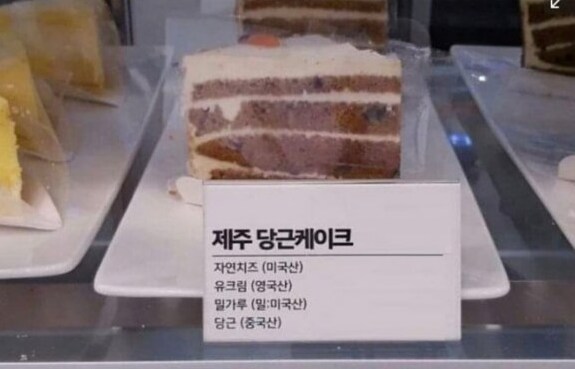 제주 당근케이크
자연치즈 (미국산)
유크림 (영국산)
밀가루 (밀:미국산)
당근 (중국산)